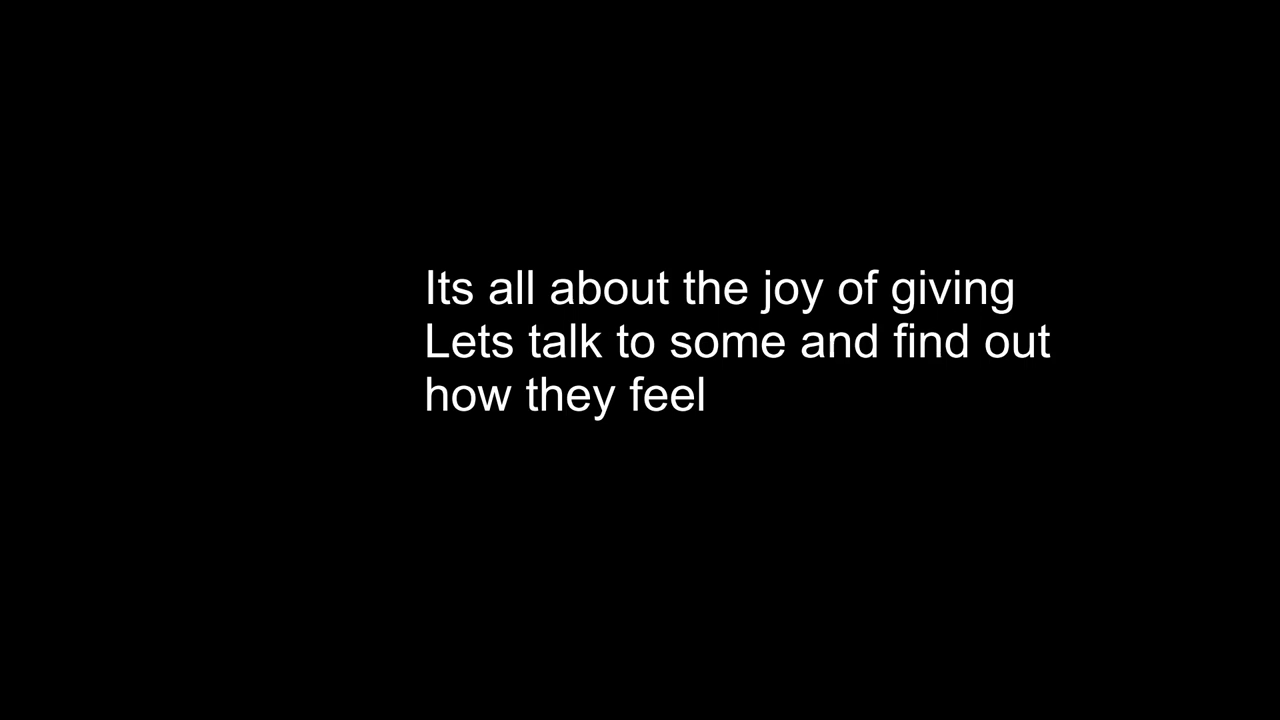 Its all about the joy of giving
Lets talk to some and find out
how they feel